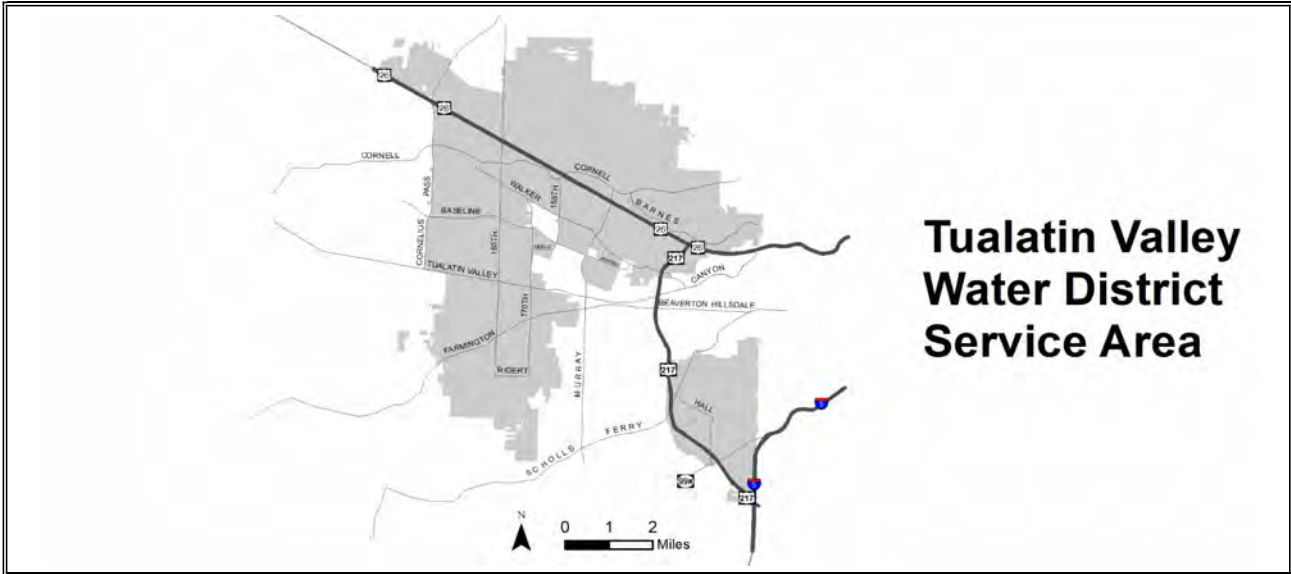 26
26
CORNELL
CORNELL
PASS
WALKER
158TH
BARNES
BASELINE
26
185TH
26
217
CORNELIUS
CANYON
TUALATIN VALLEY
170TH
BEAVERTON HILLSDALE
FARMINGTON
RIGERT
MURRAY
217
HALL
5
FERRY
SCHOLLS
99W
5
217
N
0 1 2
Miles
Tualatin Valley
Water District
Service Area